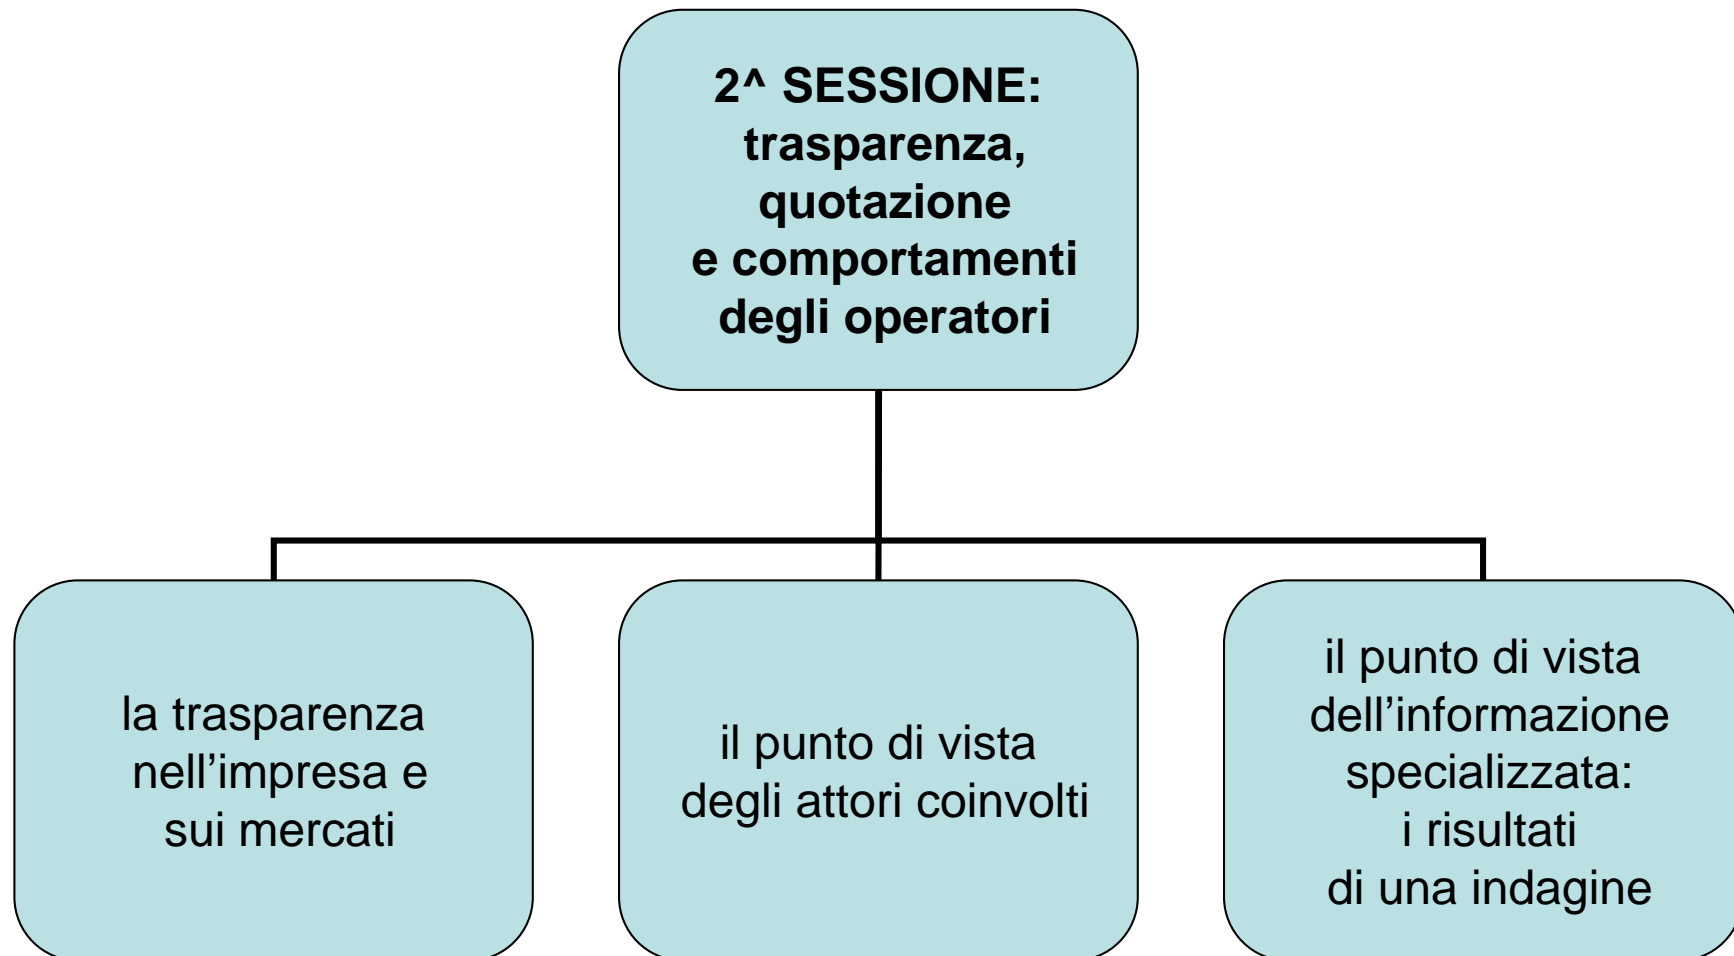 2^ SESSIONE:
trasparenza,
quotazione
e comportamenti
degli operatori
la trasparenza
nell’impresa e
sui mercati
il punto di vista
degli attori coinvolti
il punto di vista
dell’informazione
specializzata:
i risultati
di una indagine